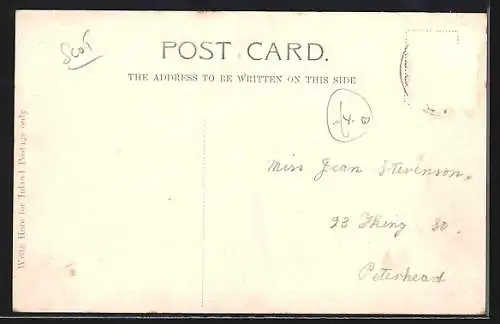 Scot
POST CARD.
THE ADDRESS TO BE WRITTEN ON THIS SIDE
Write Here for Inland Postage only
Miss Jean Stevenson.
23 King St.
Peterhead